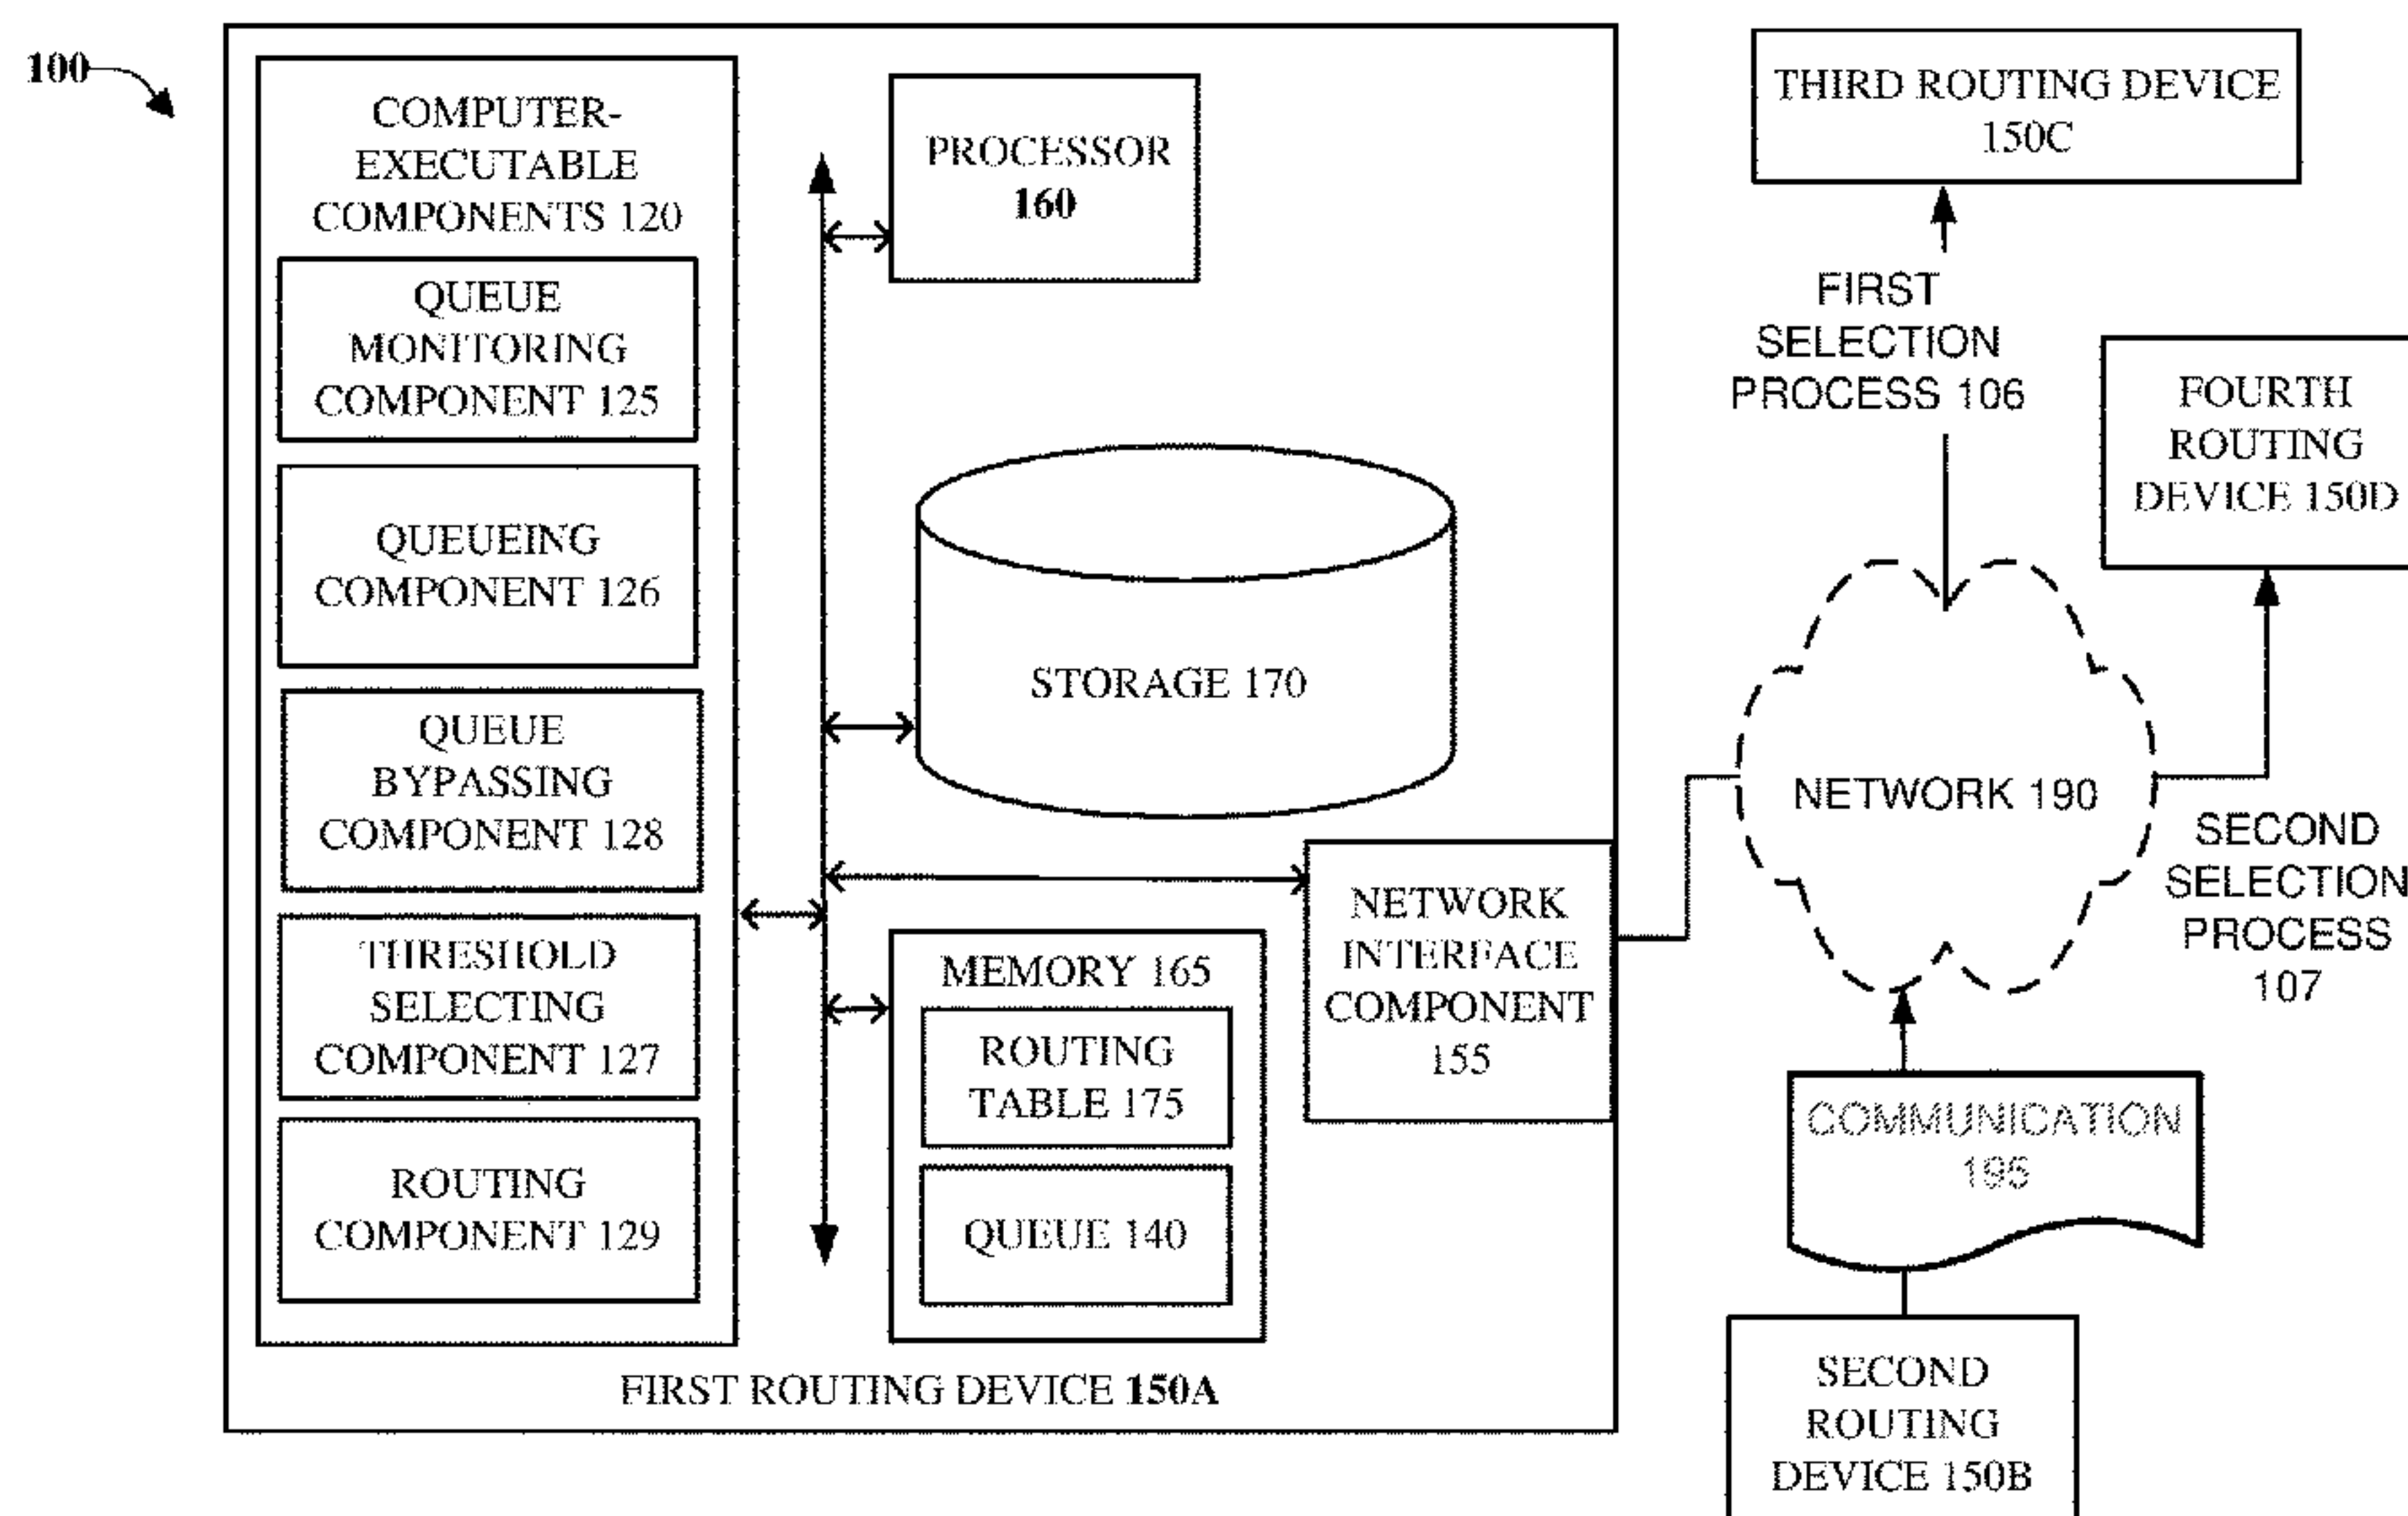 100
COMPUTER-
EXECUTABLE
COMPONENTS 120
QUEUE
MONITORING
COMPONENT 125
QUEUEING
COMPONENT 126
QUEUE
BYPASSING
COMPONENT 128
THRESHOLD
SELECTING
COMPONENT 127
ROUTING
COMPONENT 129
PROCESSOR
160
STORAGE 170
MEMORY 165
ROUTING
TABLE 175
QUEUE 140
NETWORK
INTERFACE
COMPONENT
155
FIRST ROUTING DEVICE 150A
THIRD ROUTING DEVICE
150C
FIRST
SELECTION
PROCESS 106
FOURTH
ROUTING
DEVICE 150D
NETWORK 190
SECOND
SELECTION
PROCESS
107
COMMUNICATION
195
SECOND
ROUTING
DEVICE 150B